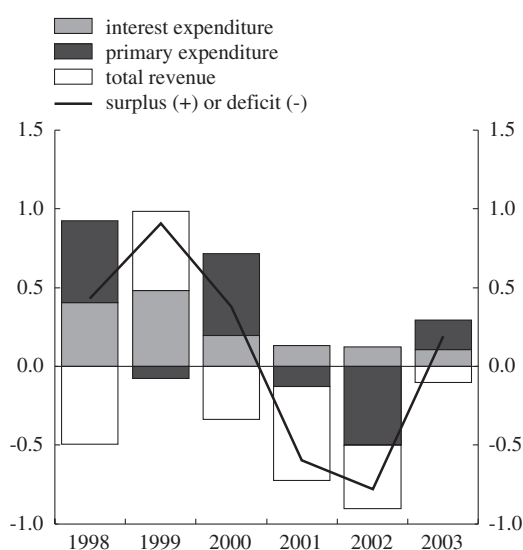 interest expenditure
primary expenditure
total revenue
surplus (+) or deficit (-)
1.5 1.5
1.0 1.0
0.5 0.5
0.0 0.0
-0.5 -0.5
-1.0 -1.0
1998 1999 2000 2001 2002 2003